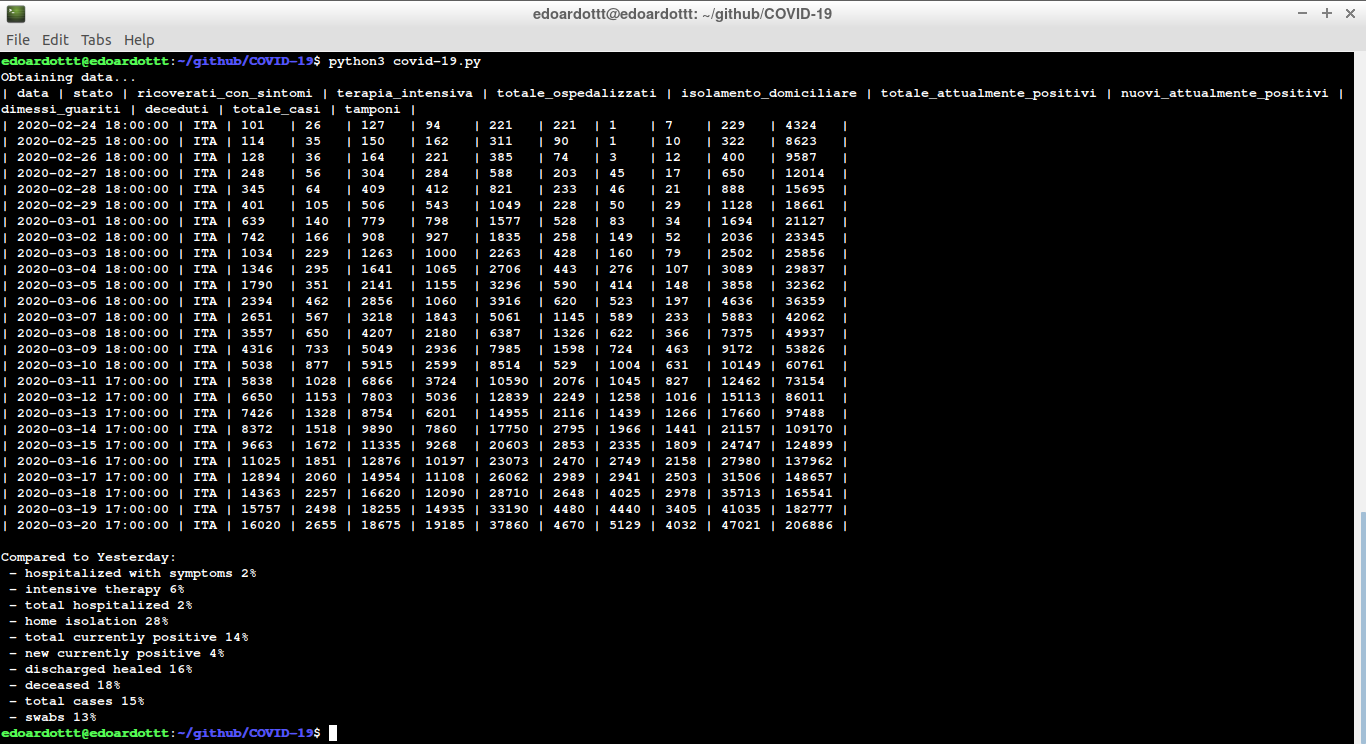 edoardottt@edoardottt: ~/github/COVID-19
File Edit Tabs Help
edoardottt@edoardottt:~/github/COVID-19$ python3 covid-19.py
Obtaining data...
| data | stato | ricoverati_con_sintomi | terapia_intensiva | totale_ospedalizzati | isolamento_domiciliare | totale_attualmente_positivi | nuovi_attualmente_positivi |
dimessi_guariti | deceduti | totale_casi | tamponi |
| 2020-02-24 18:00:00 | ITA | 101 | 26 | 127 | 94 | 221 | 221 | 1 | 7 | 229 | 4324 |
| 2020-02-25 18:00:00 | ITA | 114 | 35 | 150 | 162 | 311 | 90 | 1 | 10 | 322 | 8623 |
| 2020-02-26 18:00:00 | ITA | 128 | 36 | 164 | 221 | 385 | 74 | 3 | 12 | 400 | 9587 |
| 2020-02-27 18:00:00 | ITA | 248 | 56 | 304 | 284 | 588 | 203 | 45 | 17 | 650 | 12014 |
| 2020-02-28 18:00:00 | ITA | 345 | 64 | 409 | 412 | 821 | 233 | 46 | 21 | 888 | 15695 |
| 2020-02-29 18:00:00 | ITA | 401 | 105 | 506 | 543 | 1049 | 228 | 50 | 29 | 1128 | 18661 |
| 2020-03-01 18:00:00 | ITA | 639 | 140 | 779 | 798 | 1577 | 528 | 83 | 34 | 1694 | 21127 |
| 2020-03-02 18:00:00 | ITA | 742 | 166 | 908 | 927 | 1835 | 258 | 149 | 52 | 2036 | 23345 |
| 2020-03-03 18:00:00 | ITA | 1034 | 229 | 1263 | 1000 | 2263 | 428 | 160 | 79 | 2502 | 25856 |
| 2020-03-04 18:00:00 | ITA | 1346 | 295 | 1641 | 1065 | 2706 | 443 | 276 | 107 | 3089 | 29837 |
| 2020-03-05 18:00:00 | ITA | 1790 | 351 | 2141 | 1155 | 3296 | 590 | 414 | 148 | 3858 | 32362 |
| 2020-03-06 18:00:00 | ITA | 2394 | 462 | 2856 | 1060 | 3916 | 620 | 523 | 197 | 4636 | 36359 |
| 2020-03-07 18:00:00 | ITA | 2651 | 567 | 3218 | 1843 | 5061 | 1145 | 589 | 233 | 5883 | 42062 |
| 2020-03-08 18:00:00 | ITA | 3557 | 650 | 4207 | 2180 | 6387 | 1326 | 622 | 366 | 7375 | 49937 |
| 2020-03-09 18:00:00 | ITA | 4316 | 733 | 5049 | 2936 | 7985 | 1598 | 724 | 463 | 9172 | 53826 |
| 2020-03-10 18:00:00 | ITA | 5038 | 877 | 5915 | 2599 | 8514 | 529 | 1004 | 631 | 10149 | 60761 |
| 2020-03-11 17:00:00 | ITA | 5838 | 1028 | 6866 | 3724 | 10590 | 2076 | 1045 | 827 | 12462 | 73154 |
| 2020-03-12 17:00:00 | ITA | 6650 | 1153 | 7803 | 5036 | 12839 | 2249 | 1258 | 1016 | 15113 | 86011 |
| 2020-03-13 17:00:00 | ITA | 7426 | 1328 | 8754 | 6201 | 14955 | 2116 | 1439 | 1266 | 17660 | 97488 |
| 2020-03-14 17:00:00 | ITA | 8372 | 1518 | 9890 | 7860 | 17750 | 2795 | 1966 | 1441 | 21157 | 109170 |
| 2020-03-15 17:00:00 | ITA | 9663 | 1672 | 11335 | 9268 | 20603 | 2853 | 2335 | 1809 | 24747 | 124899 |
| 2020-03-16 17:00:00 | ITA | 11025 | 1851 | 12876 | 10197 | 23073 | 2470 | 2749 | 2158 | 27980 | 137962 |
| 2020-03-17 17:00:00 | ITA | 12894 | 2060 | 14954 | 11108 | 26062 | 2989 | 2941 | 2503 | 31506 | 148657 |
| 2020-03-18 17:00:00 | ITA | 14363 | 2257 | 16620 | 12090 | 28710 | 2648 | 4025 | 2978 | 35713 | 165541 |
| 2020-03-19 17:00:00 | ITA | 15757 | 2498 | 18255 | 14935 | 33190 | 4480 | 4440 | 3405 | 41035 | 182777 |
| 2020-03-20 17:00:00 | ITA | 16020 | 2655 | 18675 | 19185 | 37860 | 4670 | 5129 | 4032 | 47021 | 206886 |
Compared to Yesterday:
- hospitalized with symptoms 2%
- intensive therapy 6%
- total hospitalized 2%
- home isolation 28%
- total currently positive 14%
- new currently positive 4%
- discharged healed 16%
- deceased 18%
- total cases 15%
- swabs 13%
edoardottt@edoardottt:~/github/COVID-19$